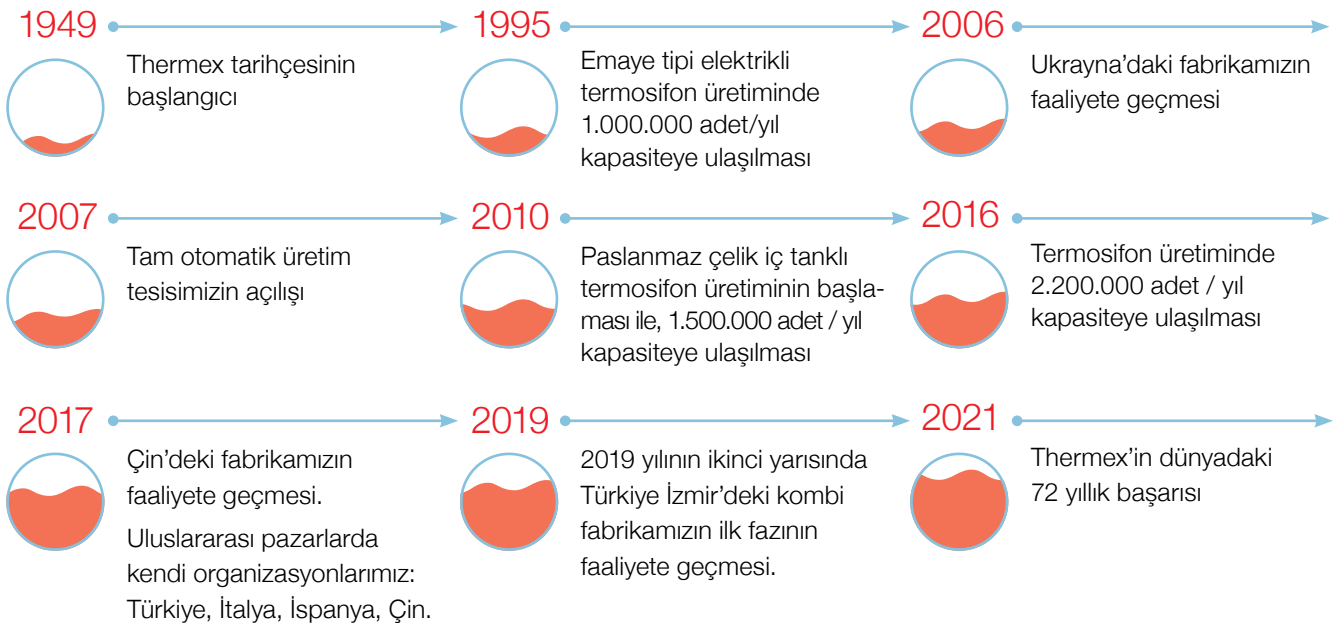 1949
Thermex tarihçesinin
başlangıcı
1995
Emaye tipi elektrikli
termosifon üretiminde
1.000.000 adet/yıl
kapasiteye ulaşılması
2006
Ukrayna’daki fabrikamızın
faaliyete geçmesi
2007
Tam otomatik üretim
tesisimizin açılışı
2010
Paslanmaz çelik iç tanklı
termosifon üretiminin başla-
ması ile, 1.500.000 adet / yıl
kapasiteye ulaşılması
2016
Termosifon üretiminde
2.200.000 adet / yıl
kapasiteye ulaşılması
2017
Çin’deki fabrikamızın
faaliyete geçmesi.
Uluslararası pazarlarda
kendi organizasyonlarımız:
Türkiye, İtalya, İspanya, Çin.
2019
2019 yılının ikinci yarısında
Türkiye İzmir’deki kombi
fabrikamızın ilk fazının
faaliyete geçmesi.
2021
Thermex’in dünyadaki
72 yıllık başarısı